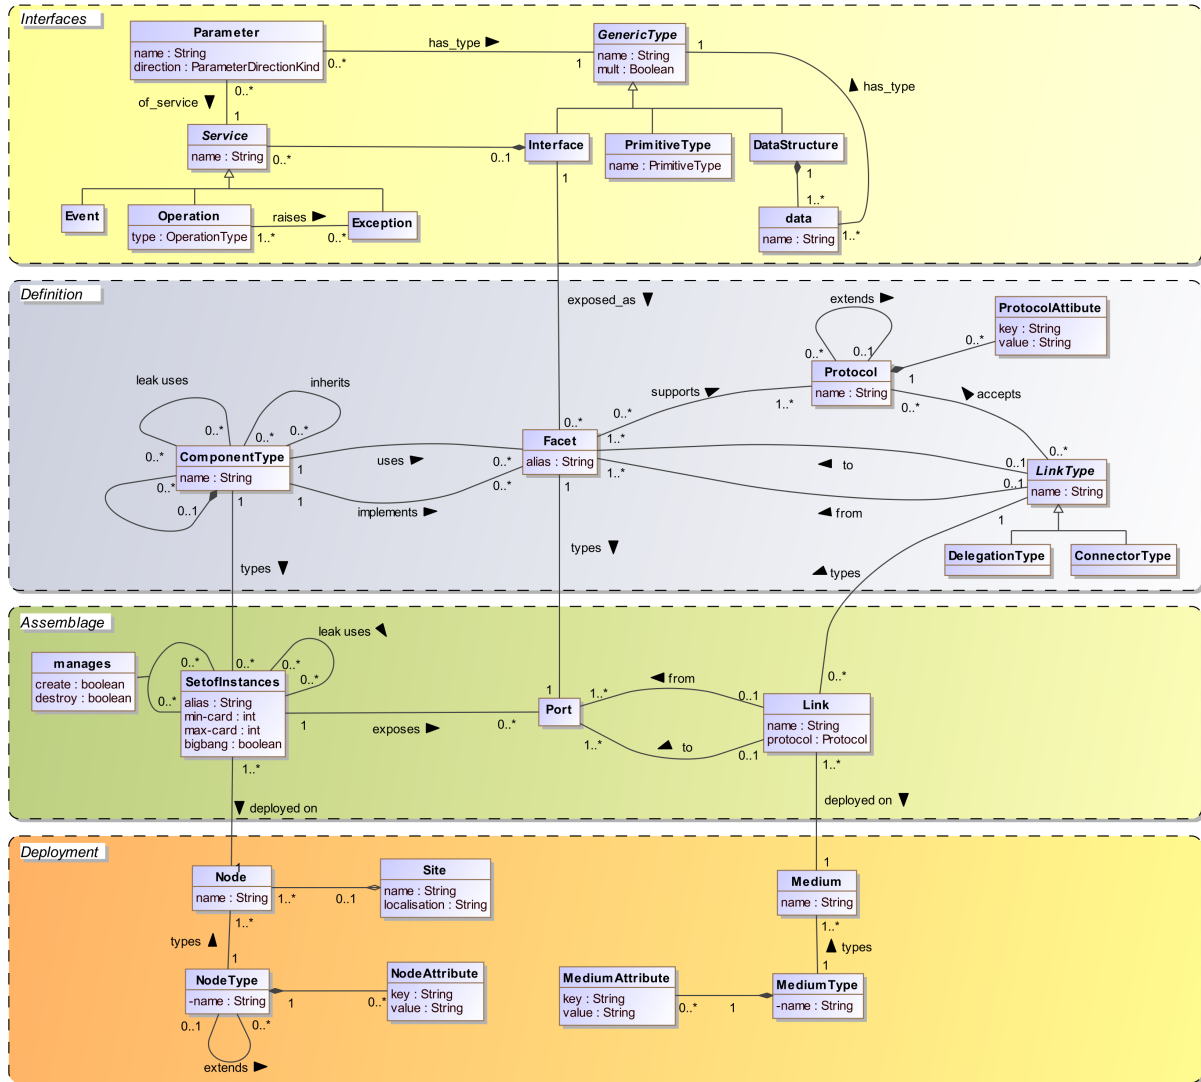 Interfaces
Parameter
name : String
direction : ParameterDirectionKind
has_type
0..*
1
GenericType
name : String
mult : Boolean
1
has_type
0..*
of_service
1
Service
name : String
0..*
0..1
Interface
1
PrimitiveType
name : PrimitiveType
DataStructure
1
1..*
data
name : String
1..*
Event
Operation
type : OperationType
raises
1..*
0..*
Exception
Definition
exposed_as
extends
0..*
0..1
Protocol
name : String
1
0..*
ProtocolAttibute
key : String
value : String
leak uses
inherits
0..*
0..*
0..*
0..*
ComponentType
name : String
0..*
0..1
1
1
1
uses
implements
0..*
0..*
0..*
Facet
alias : String
1
supports
0..*
1..*
1..*
1..*
accepts
0..*
0..*
to
from
0..1
0..1
LinkType
name : String
1
DelegationType
ConnectorType
types
types
types
Assemblage
manages
create : boolean
destroy : boolean
leak uses
0..*
0..*
0..*
0..*
0..*
SetofInstances
alias : String
min-card : int
max-card : int
bigbang : boolean
1
exposes
0..*
1
Port
1..*
from
0..1
1..*
to
0..1
0..*
Link
name : String
protocol : Protocol
1..*
1..*
deployed on
deployed on
Deployment
1
Node
name : String
1..*
0..1
Site
name : String
localisation : String
1..*
types
1
NodeType
-name : String
1
0..*
NodeAttribute
key : String
value : String
0..1
0..*
extends
1
Medium
name : String
1..*
types
1
MediumType
-name : String
1
0..*
MediumAttribute
key : String
value : String